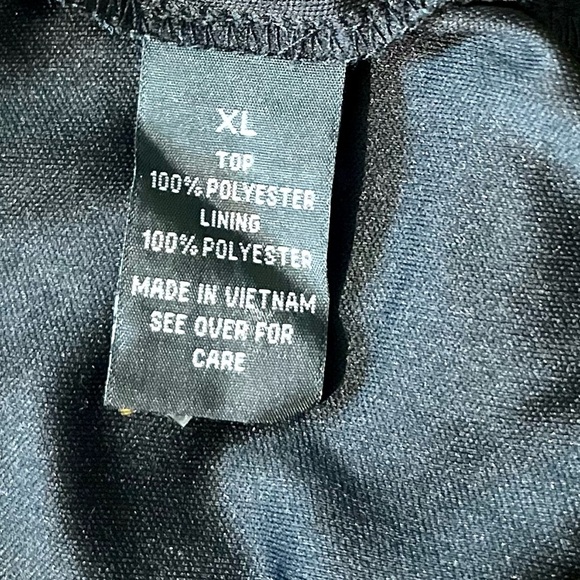 XL
TOP
100% POLYESTER
LINING
100% POLYESTER
MADE IN VIETNAM
SEE OVER FOR
CARE